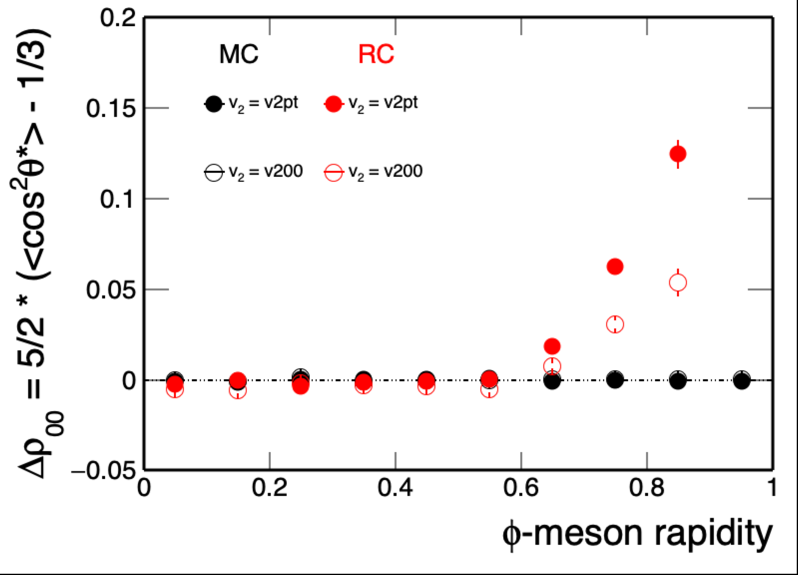 0.2
0.15
0.1
0.05
0
−0.05
Δρ00 = 5/2 * (<cos2θ*> - 1/3)
MC RC
v2 = v2pt v2 = v2pt
v2 = v200 v2 = v200
0 0.2 0.4 0.6 0.8 1
ϕ-meson rapidity